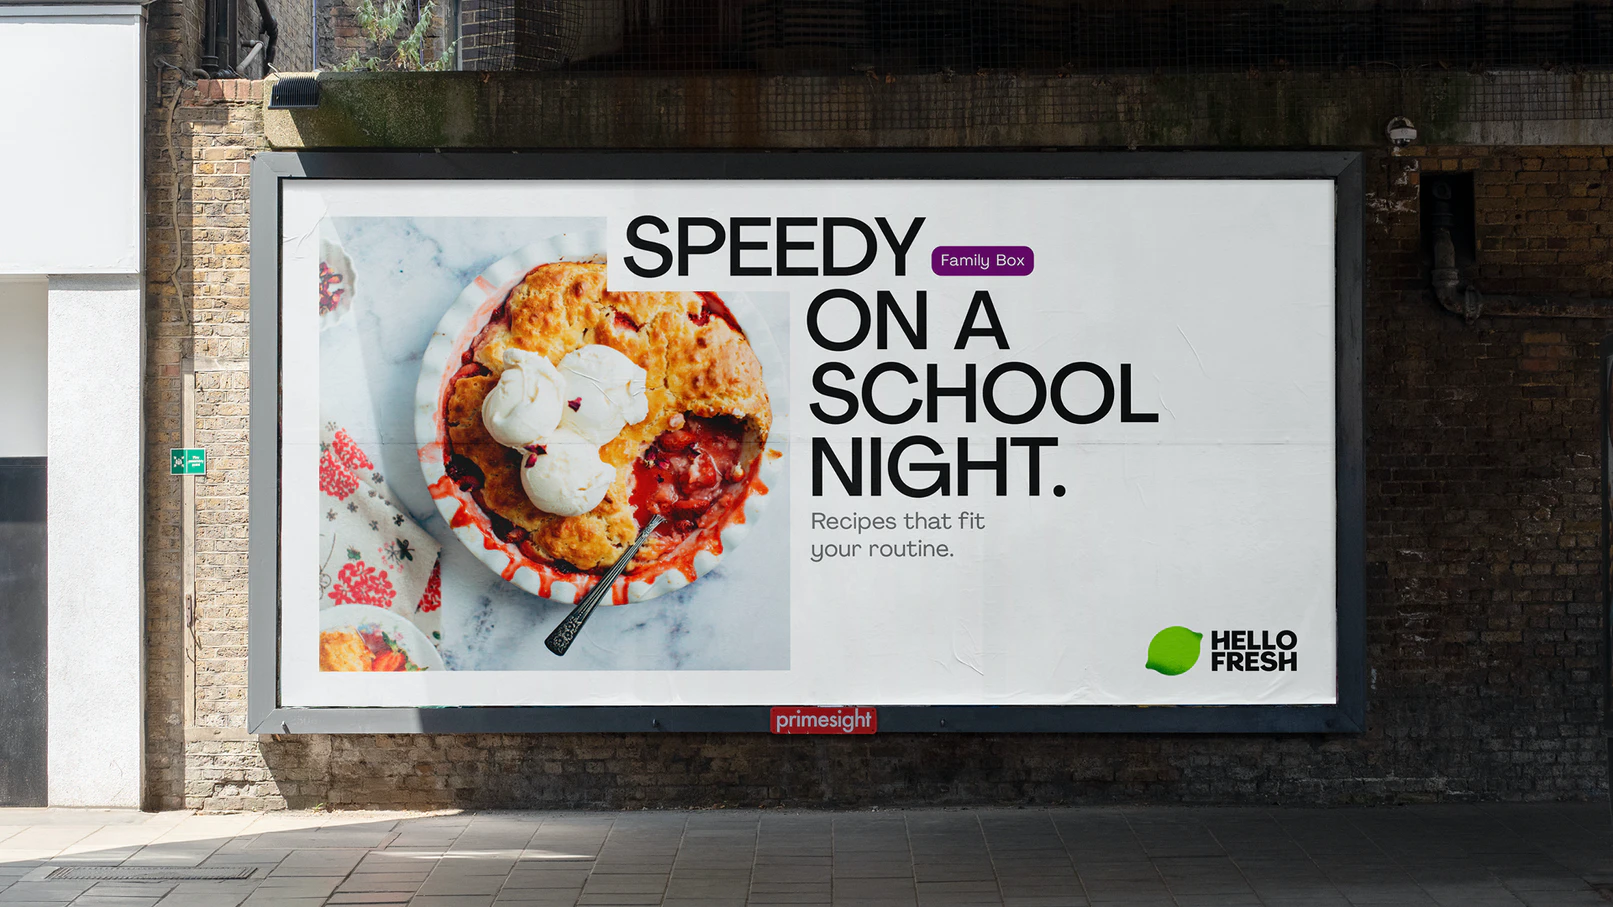 SPEEDY
Family Box
ON A
SCHOOL
NIGHT.
Recipes that fit
your routine.
HELLO
FRESH
primesight